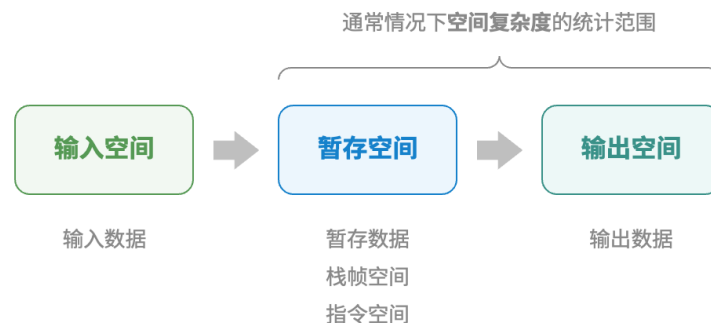 通常情况下空间复杂度的统计范围
输入空间
暂存空间
输出空间
输入数据
暂存数据
输出数据
栈帧空间
指令空间